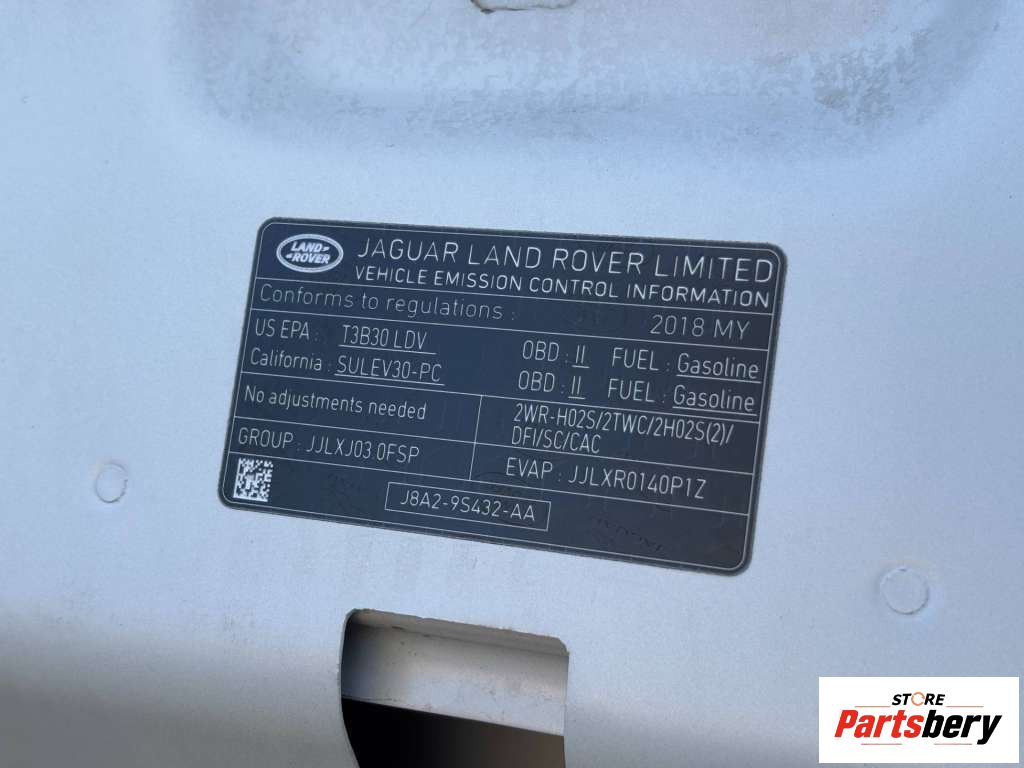 LAND ROVER
JAGUAR LAND ROVER LIMITED
VEHICLE EMISSION CONTROL INFORMATION
Conforms to regulations : 2018 MY
US EPA : T3B30 LDV OBD : II FUEL : Gasoline
California : SULEV30-PC OBD : II FUEL : Gasoline
No adjustments needed
2WR-HO2S/2TWC/2HO2S(2)/
DFI/SC/CAC
GROUP : JJLXJ03.0FSP
EVAP : JJLXR0140P1Z
J8A2-9S432-AA
STORE
Partsbery